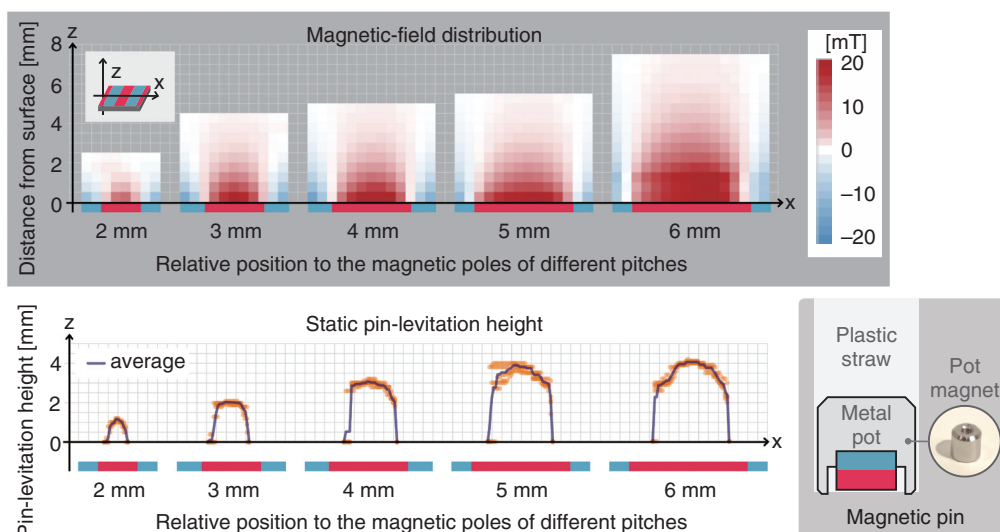 Magnetic-field distribution
Distance from surface [mm]
z
8
6
4
2
0
z
x
x
2 mm
3 mm
4 mm
5 mm
6 mm
Relative position to the magnetic poles of different pitches
[mT]
20
10
0
−10
−20
Static pin-levitation height
Pin-levitation height [mm]
z
4
2
0
average
x
2 mm
3 mm
4 mm
5 mm
6 mm
Relative position to the magnetic poles of different pitches
Plastic
straw
Pot
magnet
Metal
pot
Magnetic pin